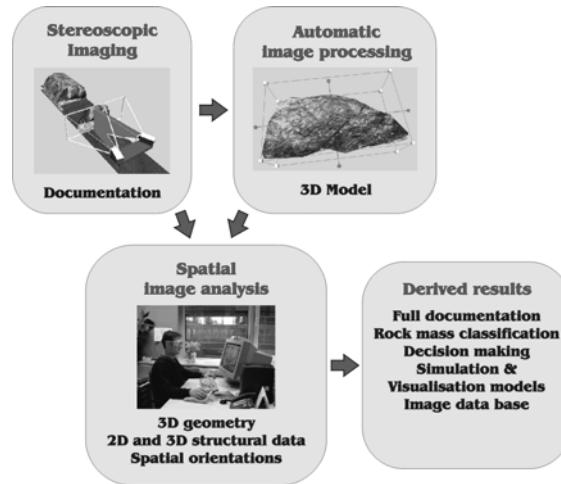 Stereoscopic
Imaging
Documentation
Automatic
image processing
3D Model
Spatial
image analysis
3D geometry
2D and 3D structural data
Spatial orientations
Derived results
Full documentation
Rock mass classification
Decision making
Simulation &
Visualisation models
Image data base